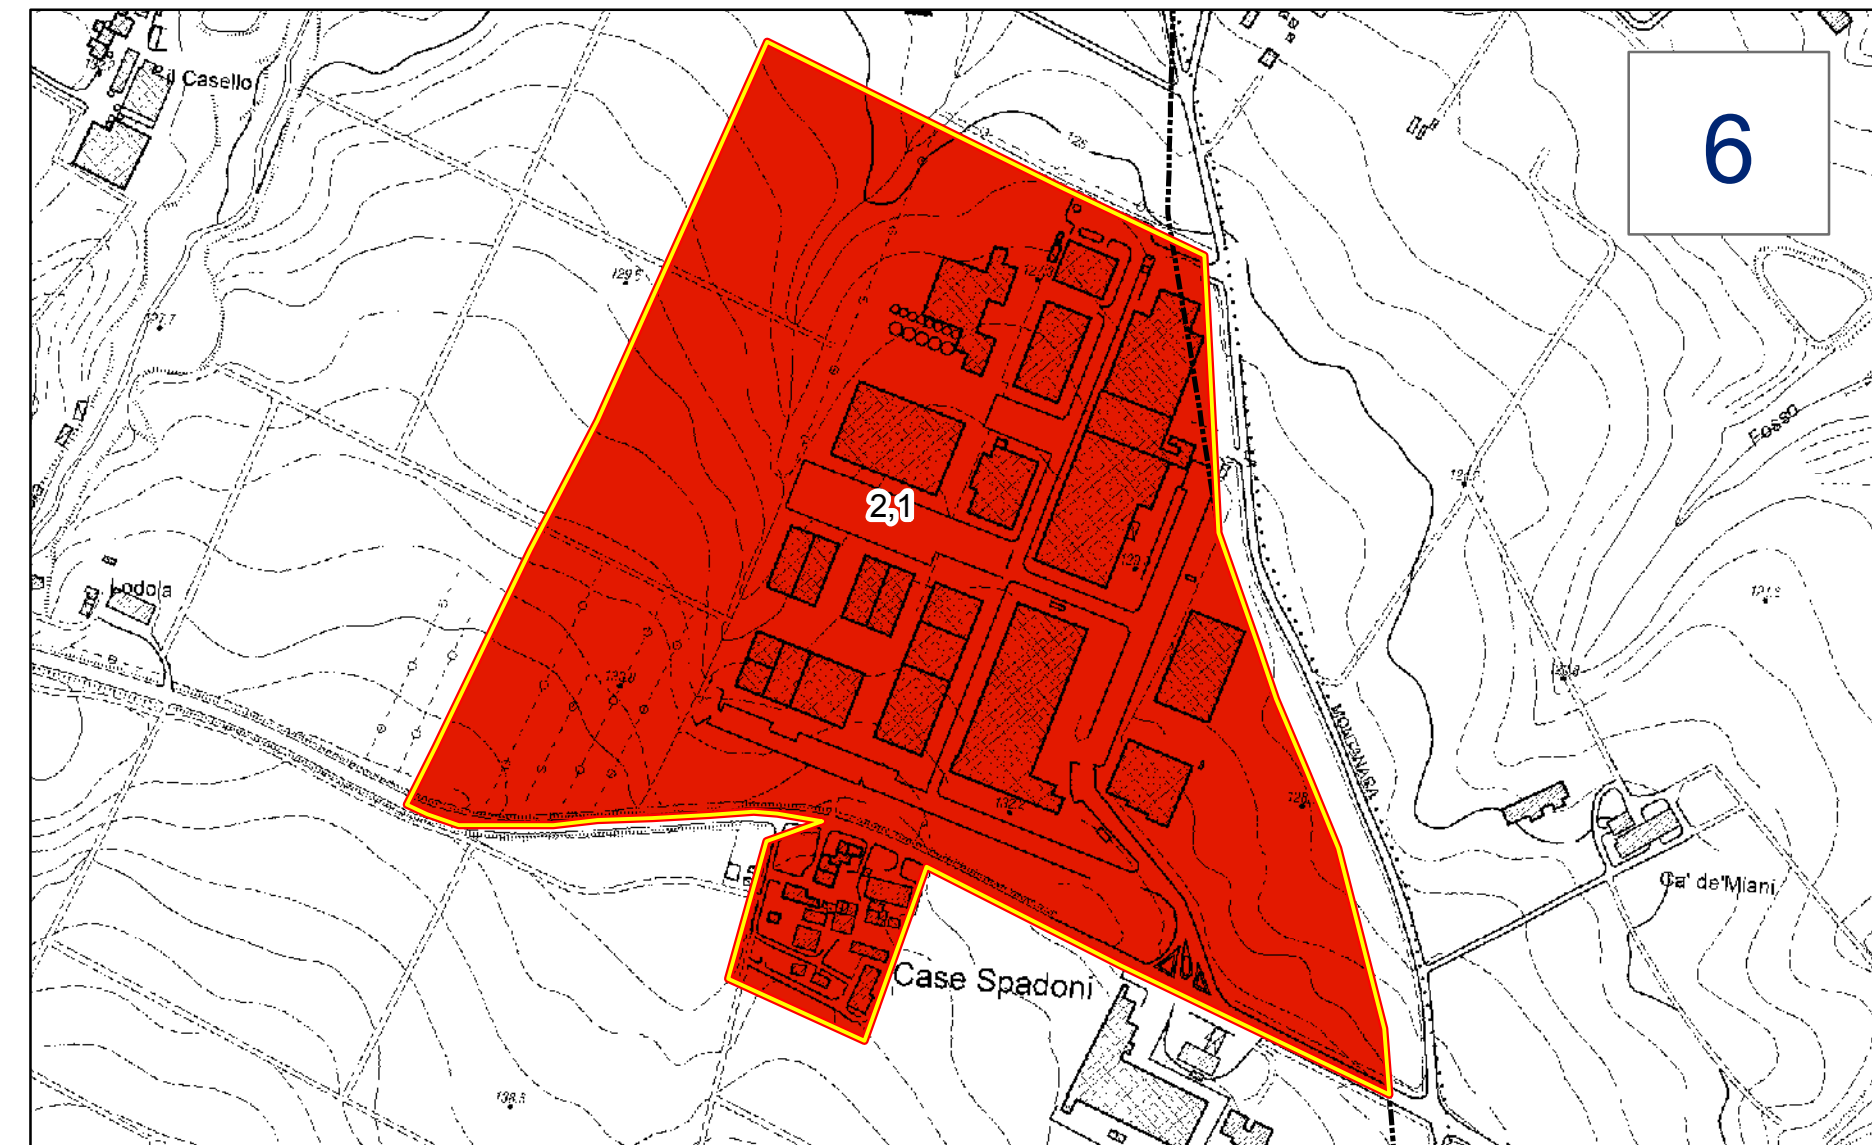 il Casello
6
125
129.5
Fosso
2,1
Lodola
MONTANARA
132.2
Ca' de'Miani
Case Spadoni
138.5